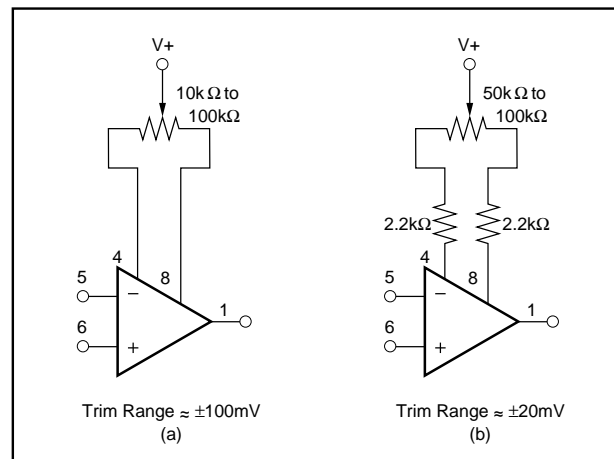 V+
10kΩ to
100kΩ
4
8
5
−
1
6
+
Trim Range ≈ ±100mV
(a)
V+
50kΩ to
100kΩ
2.2kΩ
2.2kΩ
4
8
5
−
1
6
+
Trim Range ≈ ±20mV
(b)